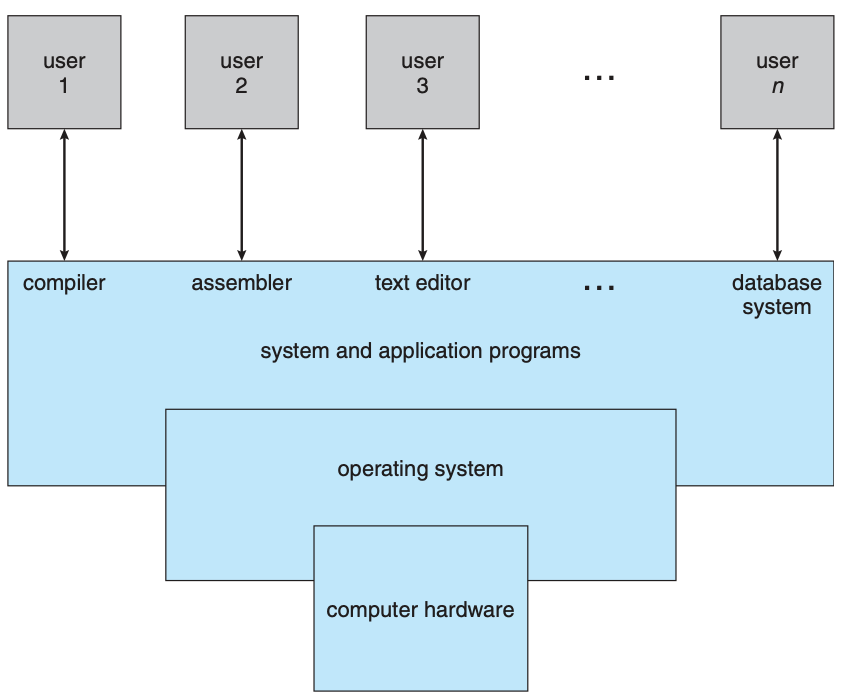 user
1
user
2
user
3
...
user
n
compiler
assembler
text editor
...
database
system
system and application programs
operating system
computer hardware